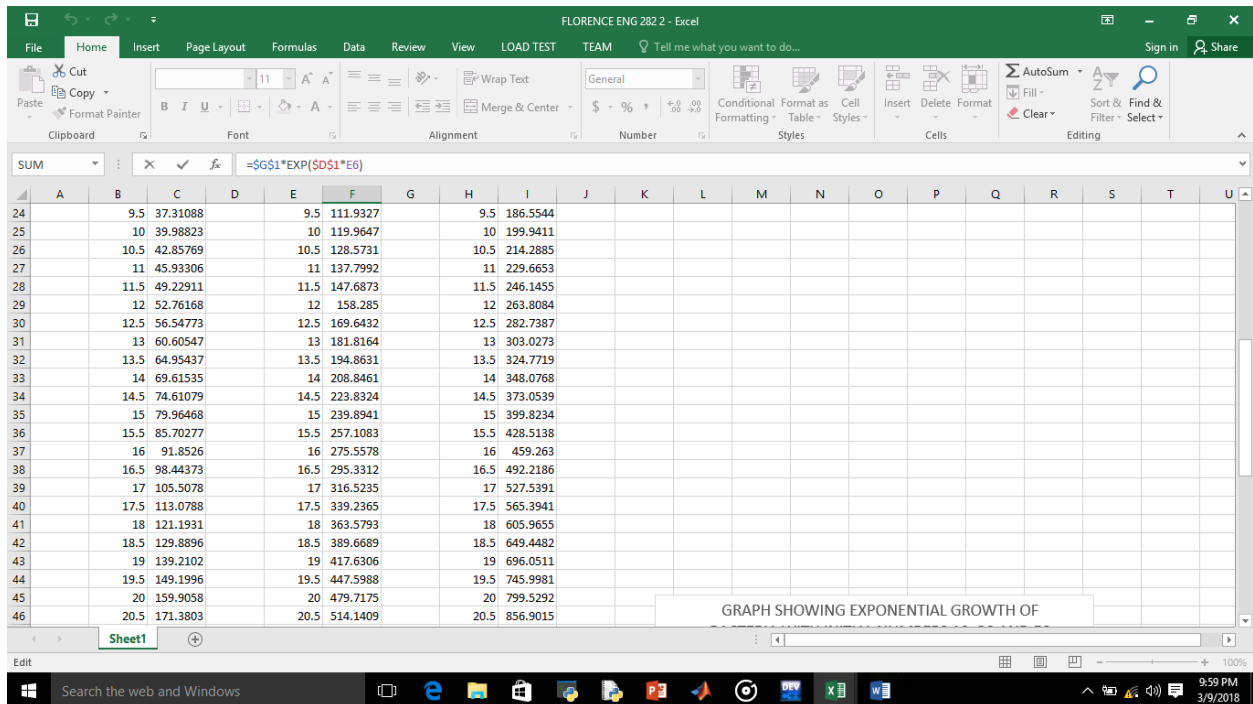 FLORENCE ENG 282 2 - Excel
File Home Insert Page Layout Formulas Data Review View LOAD TEST TEAM Tell me what you want to do... Sign in Share
Cut
Copy
Format Painter
Paste
Clipboard
11 A A
B I U A
Font
Wrap Text
Merge & Center
Alignment
General
$ % , .0 .00
Number
Conditional Formatting Format as Table Cell Styles
Styles
Insert Delete Format
Cells
AutoSum
Fill
Clear
Sort & Filter Find & Select
Editing
SUM fx =$G$1*EXP($D$1*E6)
A B C D E F G H I J K L M N O P Q R S T U
24 9.5 37.31088 9.5 111.9327 9.5 186.5544
25 10 39.98823 10 119.9647 10 199.9411
26 10.5 42.85769 10.5 128.5731 10.5 214.2885
27 11 45.93306 11 137.7992 11 229.6653
28 11.5 49.22911 11.5 147.6873 11.5 246.1455
29 12 52.76168 12 158.285 12 263.8084
30 12.5 56.54773 12.5 169.6432 12.5 282.7387
31 13 60.60547 13 181.8164 13 303.0273
32 13.5 64.95437 13.5 194.8631 13.5 324.7719
33 14 69.61535 14 208.8461 14 348.0768
34 14.5 74.61079 14.5 223.8324 14.5 373.0539
35 15 79.96468 15 239.8941 15 399.8234
36 15.5 85.70277 15.5 257.1083 15.5 428.5138
37 16 91.8526 16 275.5578 16 459.263
38 16.5 98.44373 16.5 295.3312 16.5 492.2186
39 17 105.5078 17 316.5235 17 527.5391
40 17.5 113.0788 17.5 339.2365 17.5 565.3941
41 18 121.1931 18 363.5793 18 605.9655
42 18.5 129.8896 18.5 389.6689 18.5 649.4482
43 19 139.2102 19 417.6306 19 696.0511
44 19.5 149.1996 19.5 447.5988 19.5 745.9981
45 20 159.9058 20 479.7175 20 799.5292
46 20.5 171.3803 20.5 514.1409 20.5 856.9015
GRAPH SHOWING EXPONENTIAL GROWTH OF
Sheet1
Edit 100%
Search the web and Windows
DEV
9:59 PM
3/9/2018